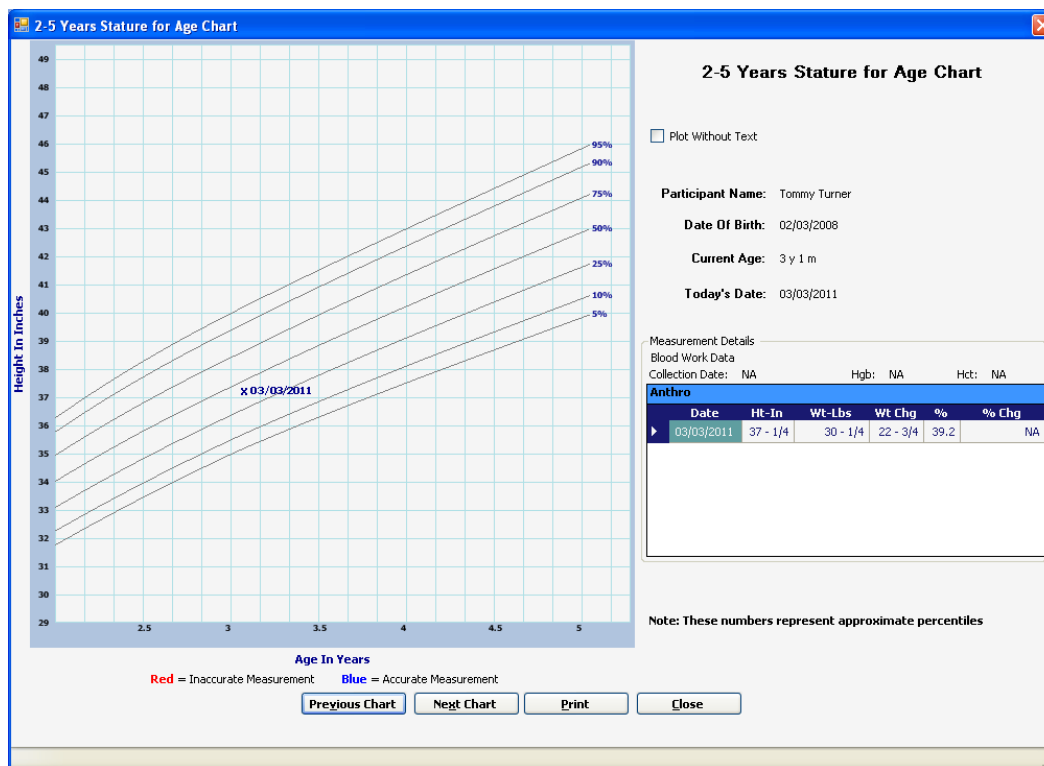 2-5 Years Stature for Age Chart
49
48
47
46
45
44
43
42
41
40
39
38
37
36
35
34
33
32
31
30
29
Height In Inches
95%
90%
75%
50%
25%
10%
5%
x 03/03/2011
2.5 3 3.5 4 4.5 5
Age In Years
Red = Inaccurate Measurement Blue = Accurate Measurement
2-5 Years Stature for Age Chart
Plot Without Text
Participant Name: Tommy Turner
Date Of Birth: 02/03/2008
Current Age: 3 y 1 m
Today's Date: 03/03/2011
Measurement Details
Blood Work Data
Collection Date: NA Hgb: NA Hct: NA
Anthro
Date Ht-In Wt-Lbs Wt Chg % % Chg
03/03/2011 37 - 1/4 30 - 1/4 22 - 3/4 39.2 NA
Note: These numbers represent approximate percentiles
Previous Chart Next Chart Print Close